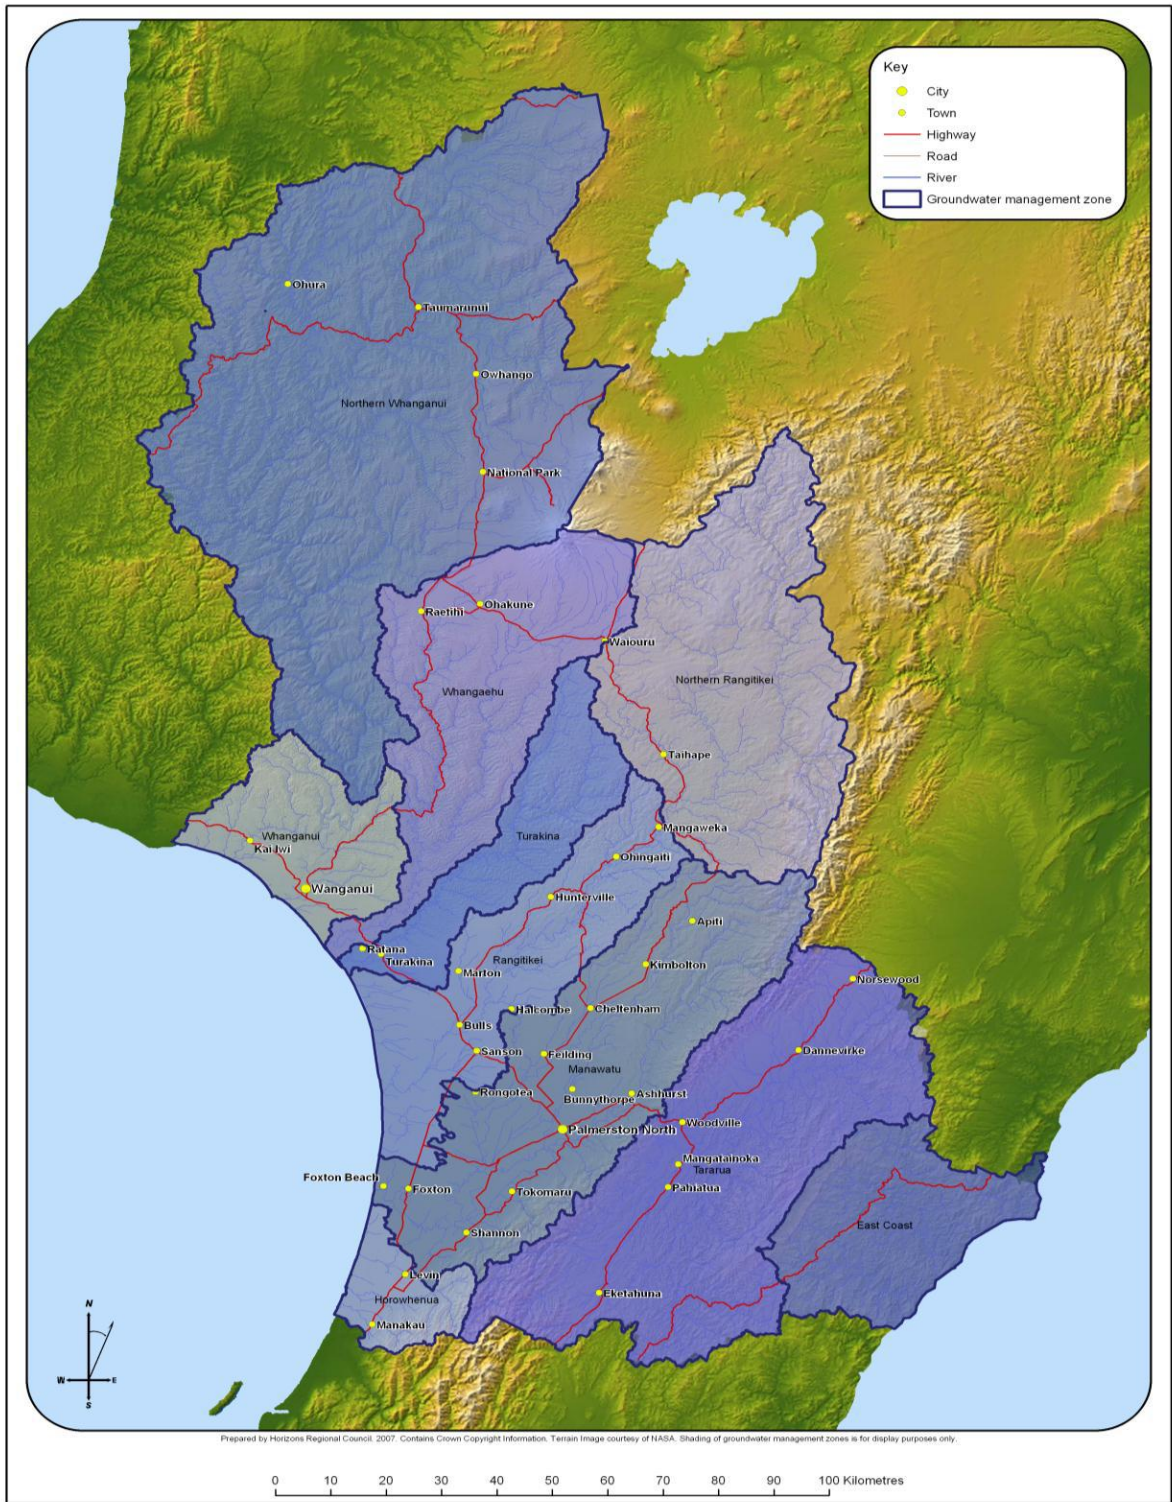 Key
City
Town
Highway
Road
River
Groundwater management zone
Ohura
Taumarunui
Owhango
Northern Whanganui
National Park
Ohakune
Raetihi
Waiouru
Northern Rangitikei
Whangaehu
Taihape
Mangaweka
Turakina
Whanganui
Kai Iwi
Ohingaiti
Wanganui
Hunterville
Apiti
Ratana
Turakina
Rangitikei
Kimbolton
Marton
Norsewood
Halcombe
Cheltenham
Bulls
Sanson
Dannevirke
Feilding
Manawatu
Rongotea
Bunnythorpe
Ashhurst
Woodville
Palmerston North
Mangatainoka
Tararua
Foxton Beach
Foxton
Tokomaru
Pahiatua
East Coast
Shannon
Levin
Horowhenua
Eketahuna
Manakau
N
W E
S
Prepared by Horizons Regional Council. 2007. Contains Crown Copyright Information. Terrain Image courtesy of NASA. Shading of groundwater management zones is for display purposes only.
0 10 20 30 40 50 60 70 80 90 100 Kilometres